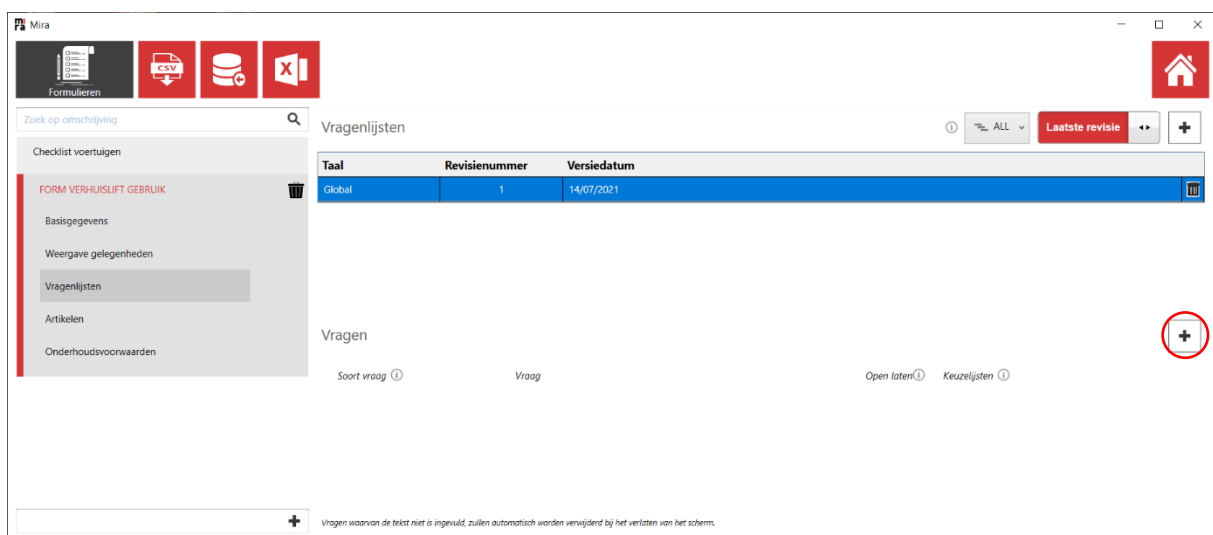 Mira
Formulieren
CSV
Zoek op omschrijving
Checklist voertuigen
FORM VERHUISLIFT GEBRUIK
Basisgegevens
Weergave gelegenheden
Vragenlijsten
Artikelen
Onderhoudsvoorwaarden
Vragenlijsten
ALL
Laatste revisie
Taal Revisienummer Versiedatum
Global 1 14/07/2021
Vragen
Soort vraag Vraag Open laten Keuzelijsten
Vragen waarvan de tekst niet is ingevuld, zullen automatisch worden verwijderd bij het verlaten van het scherm.